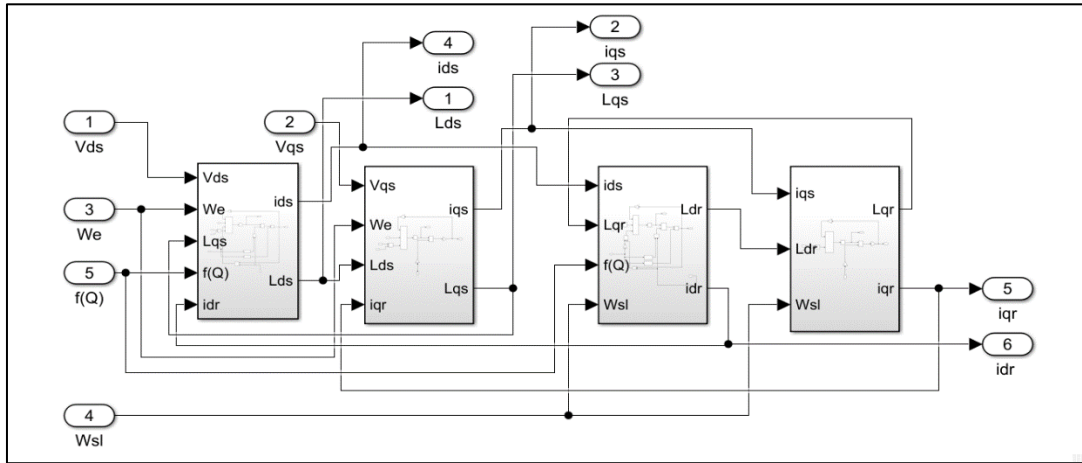 2
iqs
4
ids
3
Lqs
1
Lds
1
Vds
2
Vqs
3
We
5
f(Q)
4
Wsl
Vds
We
Lqs
f(Q)
idr
ids
Lds
Vqs
We
Lds
iqr
iqs
Lqs
ids
Lqr
f(Q)
Wsl
Ldr
idr
iqs
Ldr
Wsl
Lqr
iqr
5
iqr
6
idr